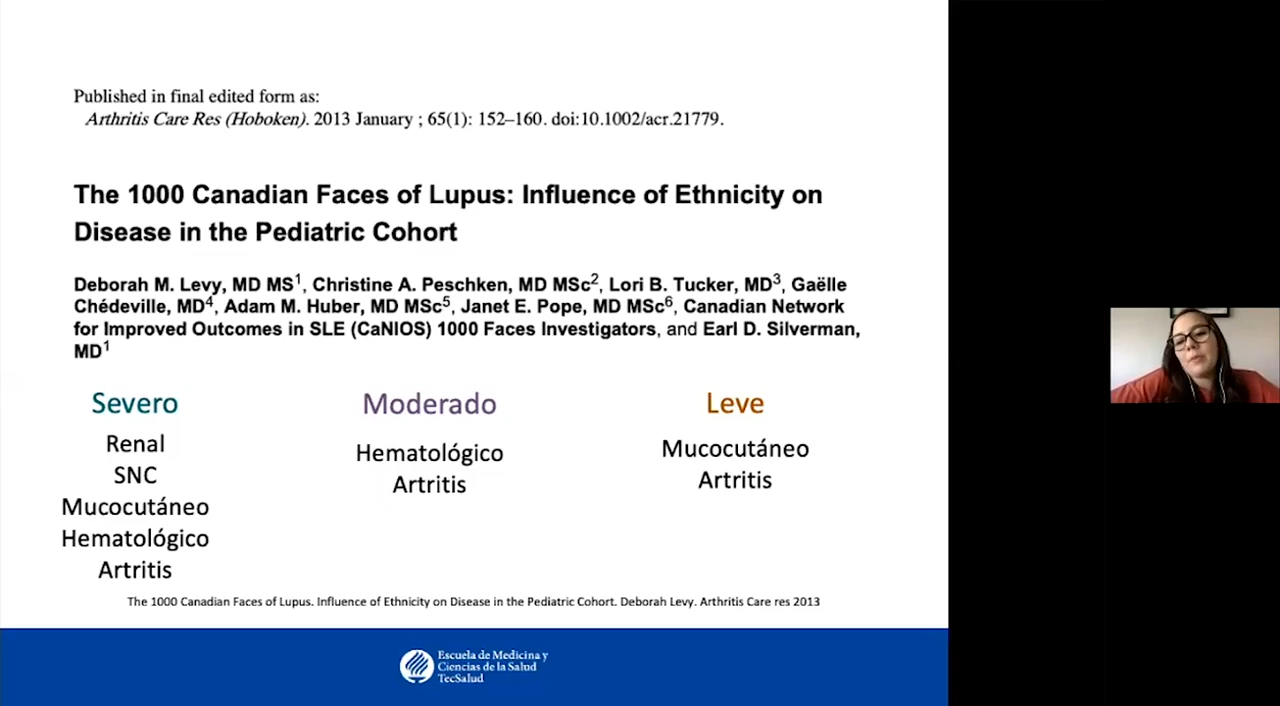 Published in final edited form as:
Arthritis Care Res (Hoboken). 2013 January ; 65(1): 152–160. doi:10.1002/acr.21779.
The 1000 Canadian Faces of Lupus: Influence of Ethnicity on
Disease in the Pediatric Cohort
Deborah M. Levy, MD MS1, Christine A. Peschken, MD MSc2, Lori B. Tucker, MD3, Gaëlle
Chédeville, MD4, Adam M. Huber, MD MSc5, Janet E. Pope, MD MSc6, Canadian Network
for Improved Outcomes in SLE (CaNIOS) 1000 Faces Investigators, and Earl D. Silverman,
MD1
Severo
Renal
SNC
Mucocutáneo
Hematológico
Artritis
Moderado
Hematológico
Artritis
Leve
Mucocutáneo
Artritis
The 1000 Canadian Faces of Lupus. Influence of Ethnicity on Disease in the Pediatric Cohort. Deborah Levy. Arthritis Care res 2013
Escuela de Medicina y
Ciencias de la Salud
TecSalud